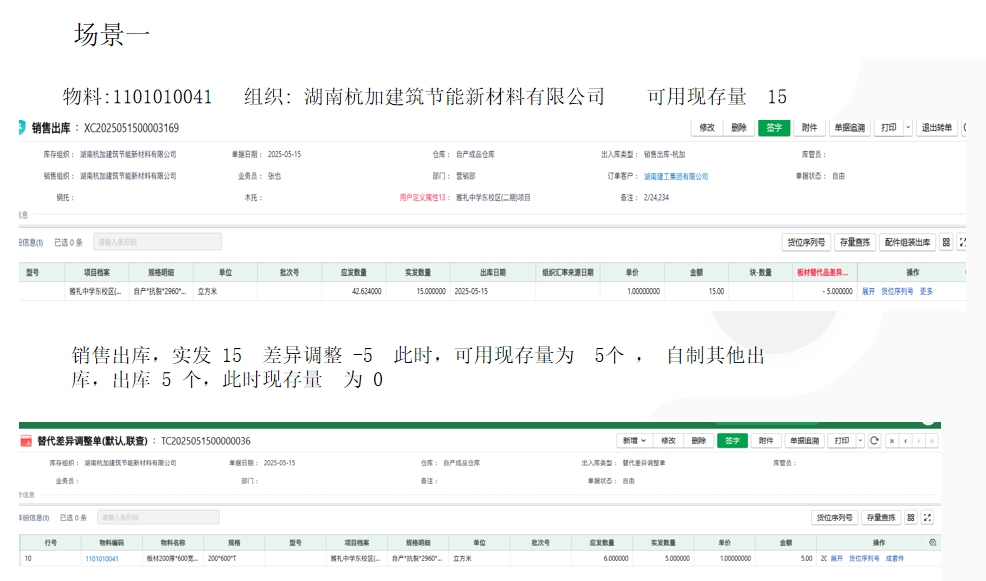 场景一
物料:1101010041 组织: 湖南杭加建筑节能新材料有限公司 可用现存量 15
销售出库 : XC2025051500003169 修改 删除 签字 附件 单据追溯 打印 退出转单
库存组织: 湖南杭加建筑节能新材料有限公司 单据日期: 2025-05-15 仓库: 自产成品仓库 出入库类型: 销售出库-杭加 库管员:
销售组织: 湖南杭加建筑节能新材料有限公司 业务员: 张也 部门: 营销部 订单客户: 湖南建工集团有限公司 单据状态: 自由
钢托: 木托: 用户定义属性13: 雅礼中学东校区(二期)项目 备注: 2/24,234
信息
细信息(1) 已选 0 条 请输入条形码 货位序列号 存量查拣 配件组装出库
型号 项目档案 规格明细 单位 批次号 应发数量 实发数量 出库日期 组织汇率来源日期 单价 金额 块-数量 板材替代品差异... 操作
雅礼中学东校区(... 自产*抗裂*2960*... 立方米 42.624000 15.000000 2025-05-15 1.00000000 15.00 - 5.000000 展开 货位序列号 更多
销售出库，实发 15 差异调整 -5 此时，可用现存量为 5个 ， 自制其他出
库，出库 5 个，此时现存量 为 0
替代差异调整单(默认,联查) : TC2025051500000036 新增 修改 删除 签字 附件 单据追溯 打印
库存组织: 湖南杭加建筑节能新材料有限公司 单据日期: 2025-05-15 仓库: 自产成品仓库 出入库类型: 替代差异调整单 库管员:
业务员: 部门: 备注: 单据状态: 自由
信息
详细信息(1) 已选 0 条 请输入条形码 货位序列号 存量查拣
行号 物料编码 物料名称 规格 型号 项目档案 规格明细 单位 批次号 应发数量 实发数量 单价 金额 操作
10 1101010041 板材200厚*600宽... 200*600*T 雅礼中学东校区(... 自产*抗裂*2960*... 立方米 6.000000 5.000000 1.00000000 5.00 20 展开 货位序列号 成套件